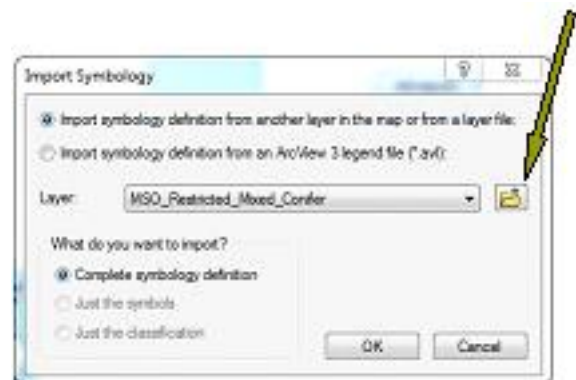 Import Symbology
Import symbology definition from another layer in the map or from a layer file:
Import symbology definition from an ArcView 3 legend file (*.avl):
Layer: MSO_Restricted_Mixed_Conifer
What do you want to import?
Complete symbology definition
Just the symbols
Just the classification
OK Cancel